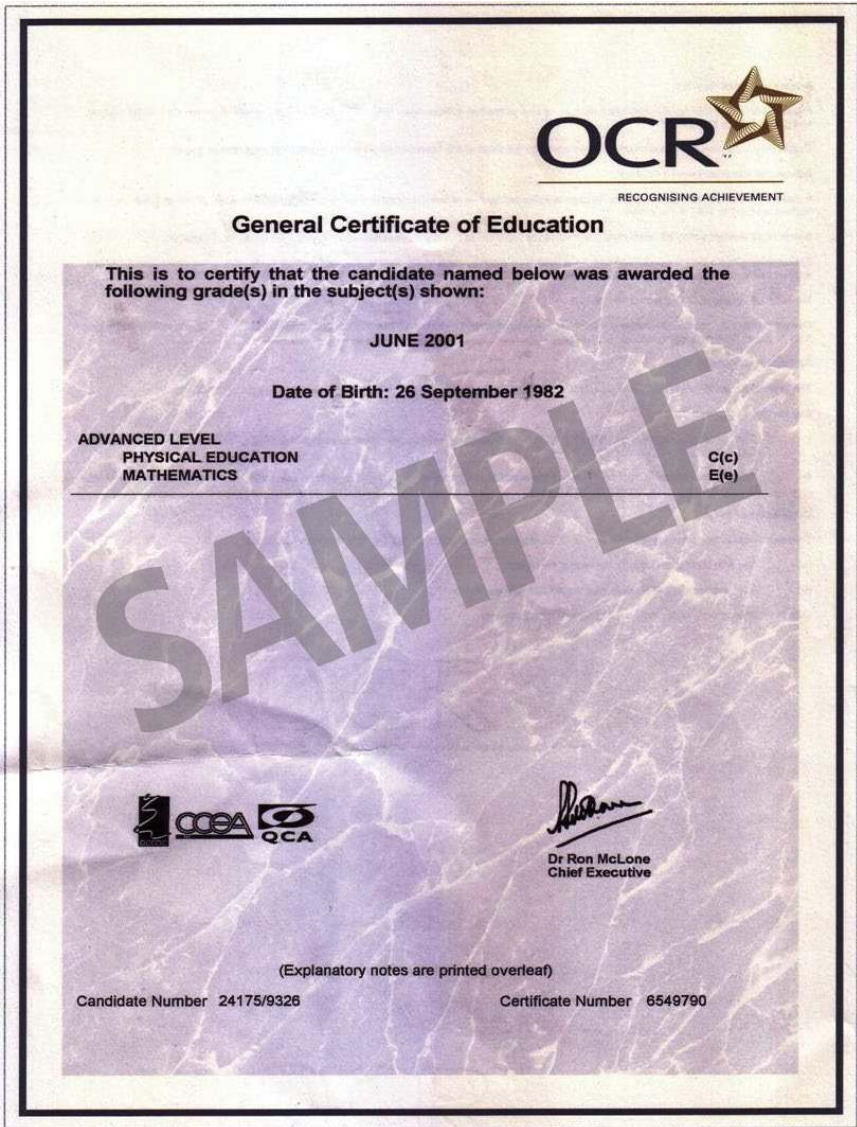 OCR
RECOGNISING ACHIEVEMENT
General Certificate of Education
This is to certify that the candidate named below was awarded the
following grade(s) in the subject(s) shown:
JUNE 2001
Date of Birth: 26 September 1982
ADVANCED LEVEL
PHYSICAL EDUCATION C(c)
MATHEMATICS E(e)
SAMPLE
CCEA QCA
Dr Ron McLone
Chief Executive
(Explanatory notes are printed overleaf)
Candidate Number 24175/9326 Certificate Number 6549790